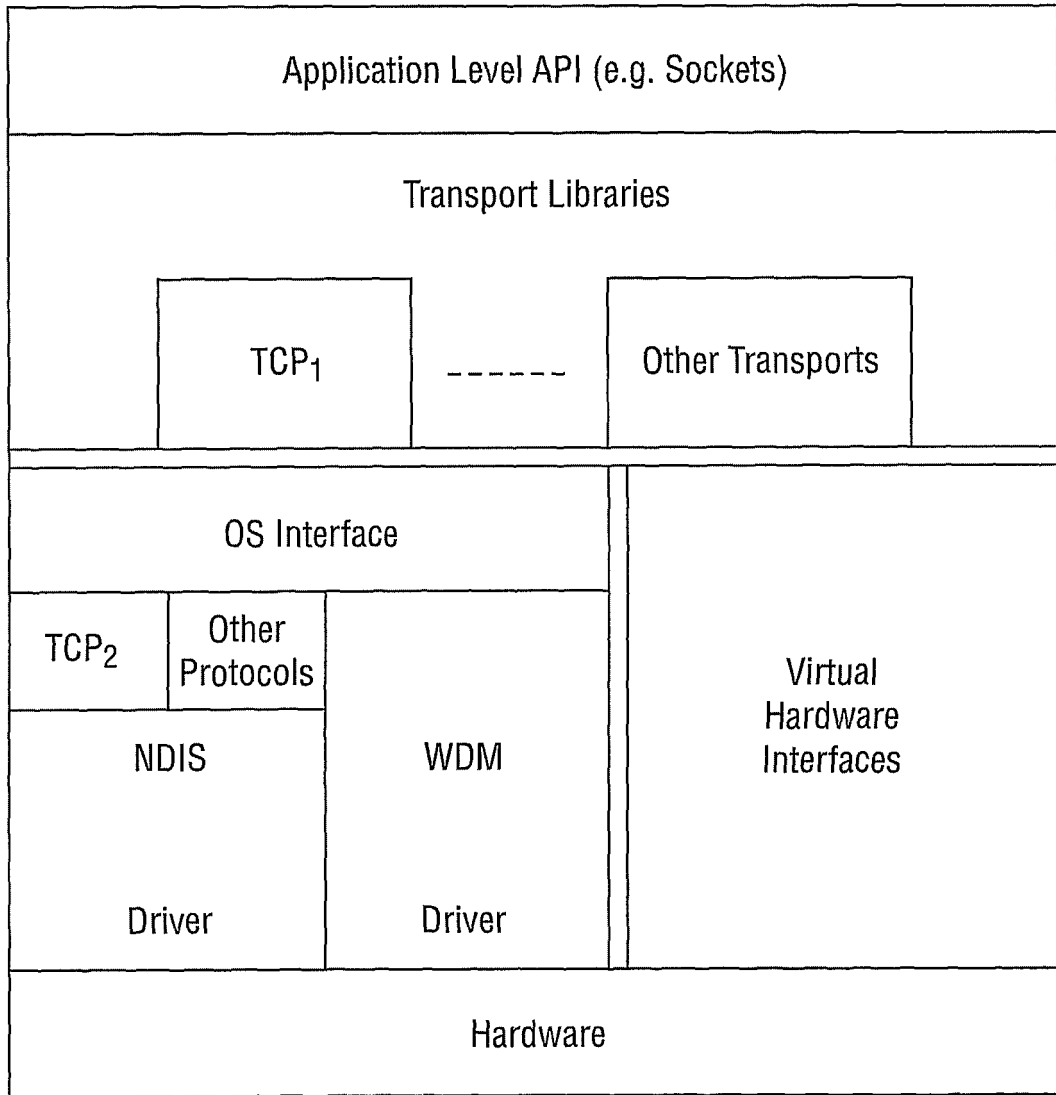 Application Level API (e.g. Sockets)
Transport Libraries
TCP₁
Other Transports
OS Interface
TCP₂
Other
Protocols
NDIS
WDM
Virtual
Hardware
Interfaces
Driver
Driver
Hardware